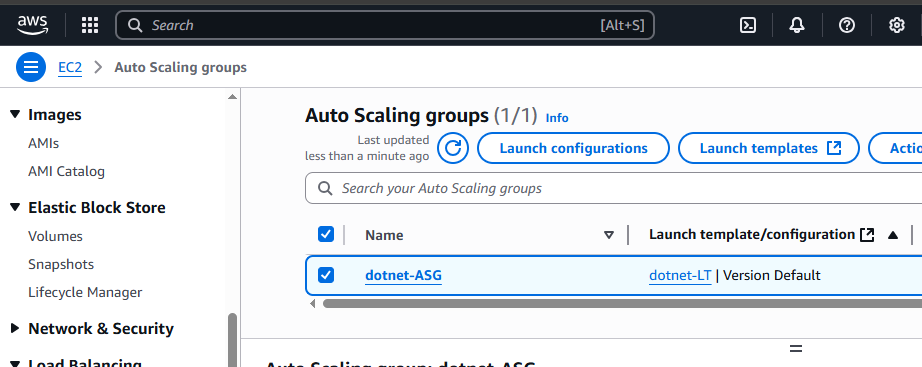 aws Search [Alt+S]
EC2 Auto Scaling groups
Images
AMIs
AMI Catalog
Elastic Block Store
Volumes
Snapshots
Lifecycle Manager
Network & Security
Load Balancing
Auto Scaling groups (1/1) Info
Last updated
less than a minute ago
Launch configurations
Launch templates
Actio
Search your Auto Scaling groups
Name Launch template/configuration
dotnet-ASG dotnet-LT | Version Default
Auto Scaling group: dotnet-ASG